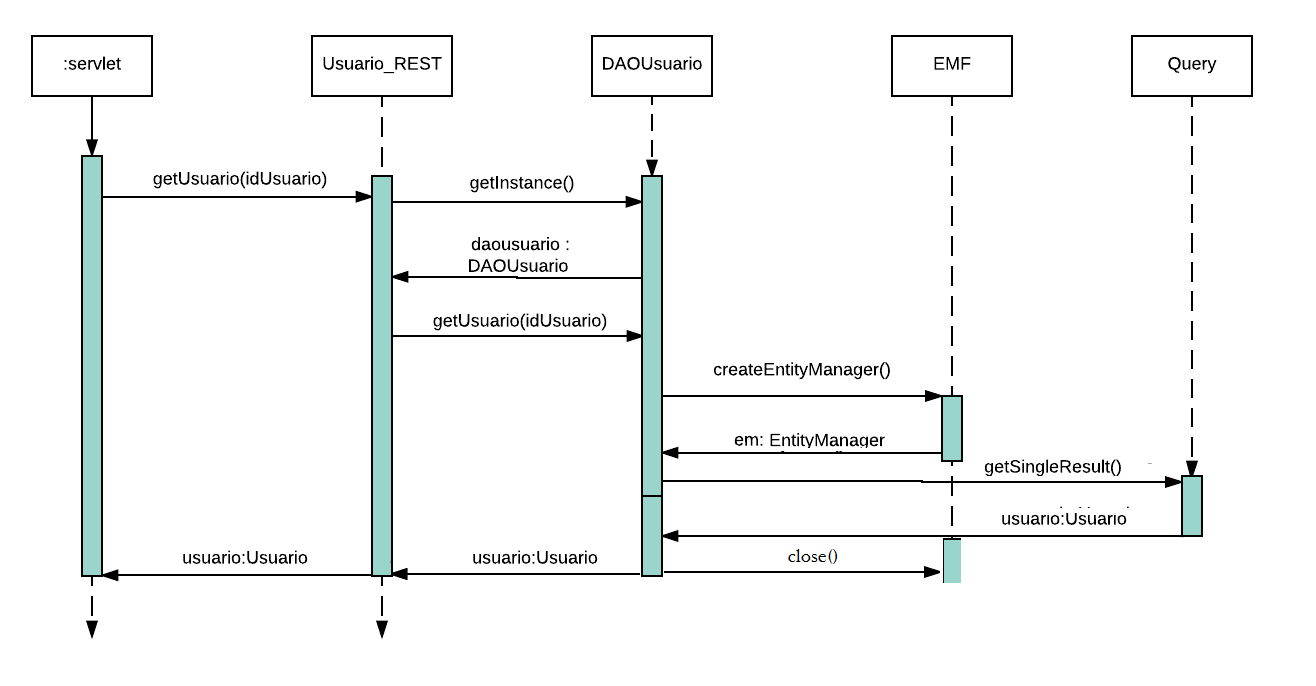 :servlet
Usuario_REST
DAOUsuario
EMF
Query
getUsuario(idUsuario)
getInstance()
daousuario :
DAOUsuario
getUsuario(idUsuario)
createEntityManager()
em: EntityManager
getSingleResult()
usuario:Usuario
usuario:Usuario
usuario:Usuario
close()